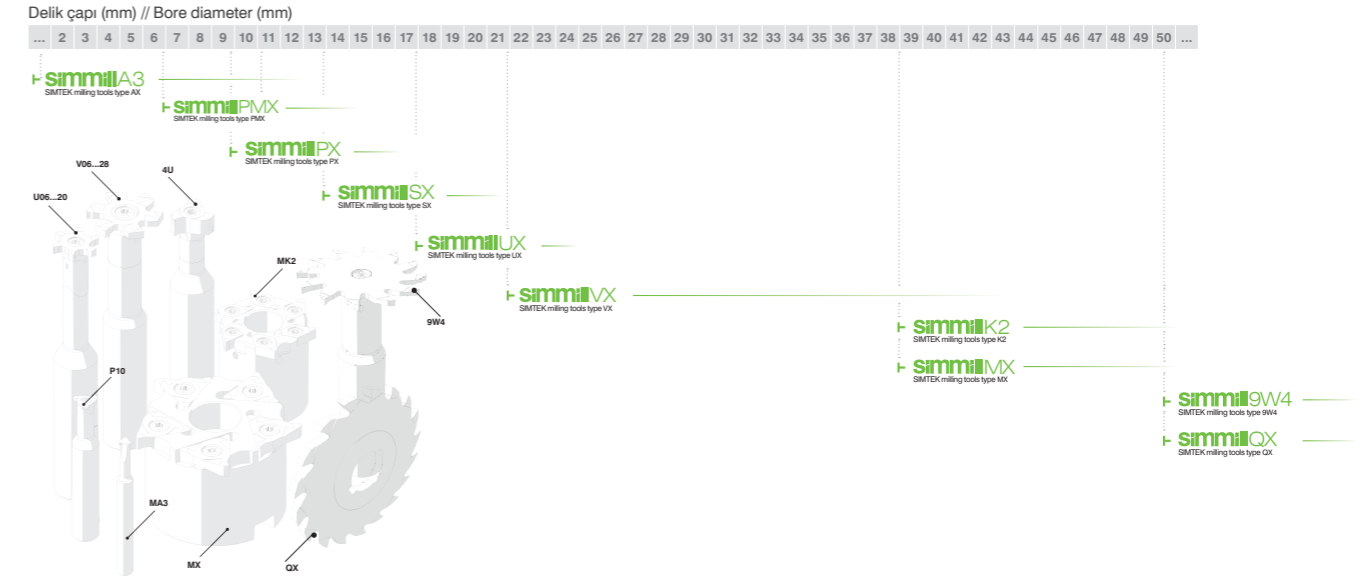 Delik çapı (mm) // Bore diameter (mm)
... 2 3 4 5 6 7 8 9 10 11 12 13 14 15 16 17 18 19 20 21 22 23 24 25 26 27 28 29 30 31 32 33 34 35 36 37 38 39 40 41 42 43 44 45 46 47 48 49 50 ...
simmill A3
SIMTEK milling tools type AX
simmill PMX
SIMTEK milling tools type PMX
simmill PX
SIMTEK milling tools type PX
V06...28
4U
U06...20
simmill SX
SIMTEK milling tools type SX
simmill UX
SIMTEK milling tools type UX
MK2
simmill VX
SIMTEK milling tools type VX
9W4
simmill K2
SIMTEK milling tools type K2
simmill MX
SIMTEK milling tools type MX
P10
simmill 9W4
SIMTEK milling tools type 9W4
simmill QX
SIMTEK milling tools type QX
MA3
MX
QX